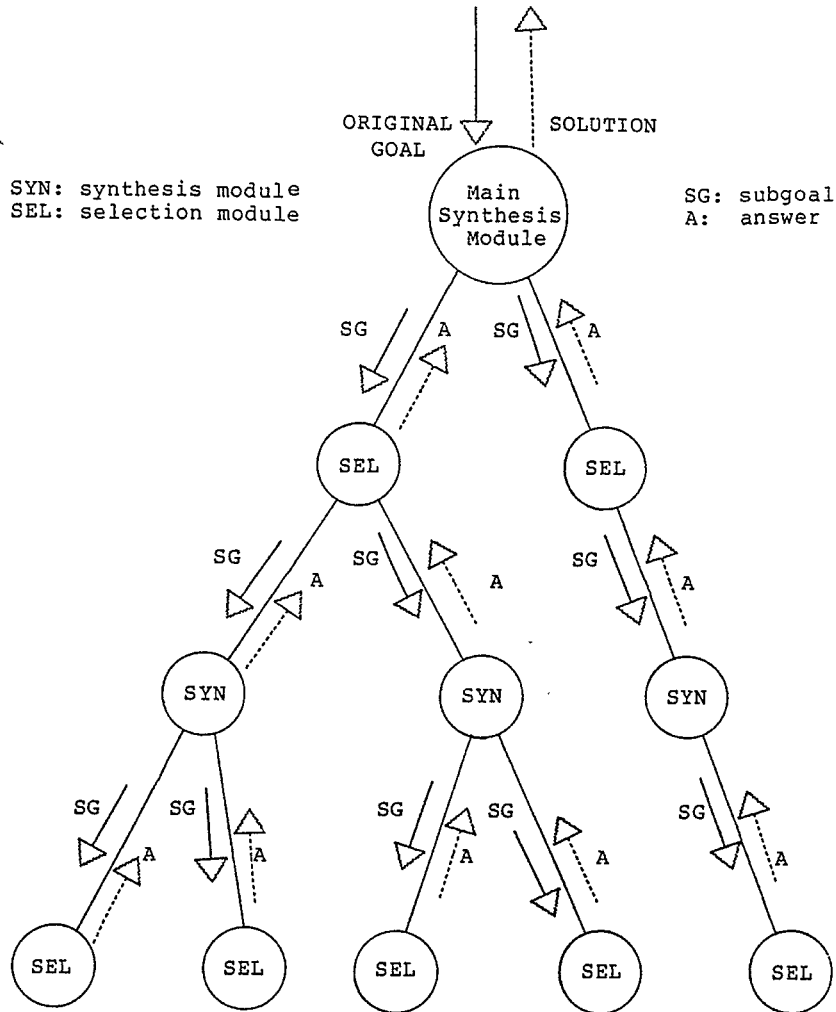 ORIGINAL
GOAL
SOLUTION
SYN: synthesis module
SEL: selection module
Main
Synthesis
Module
SG: subgoal
A: answer
SG
A
SG
A
SEL
SEL
SG
A
SG
A
SG
A
SYN
SYN
SYN
SG
A
SG
A
SG
A
SG
A
SG
A
SEL
SEL
SEL
SEL
SEL